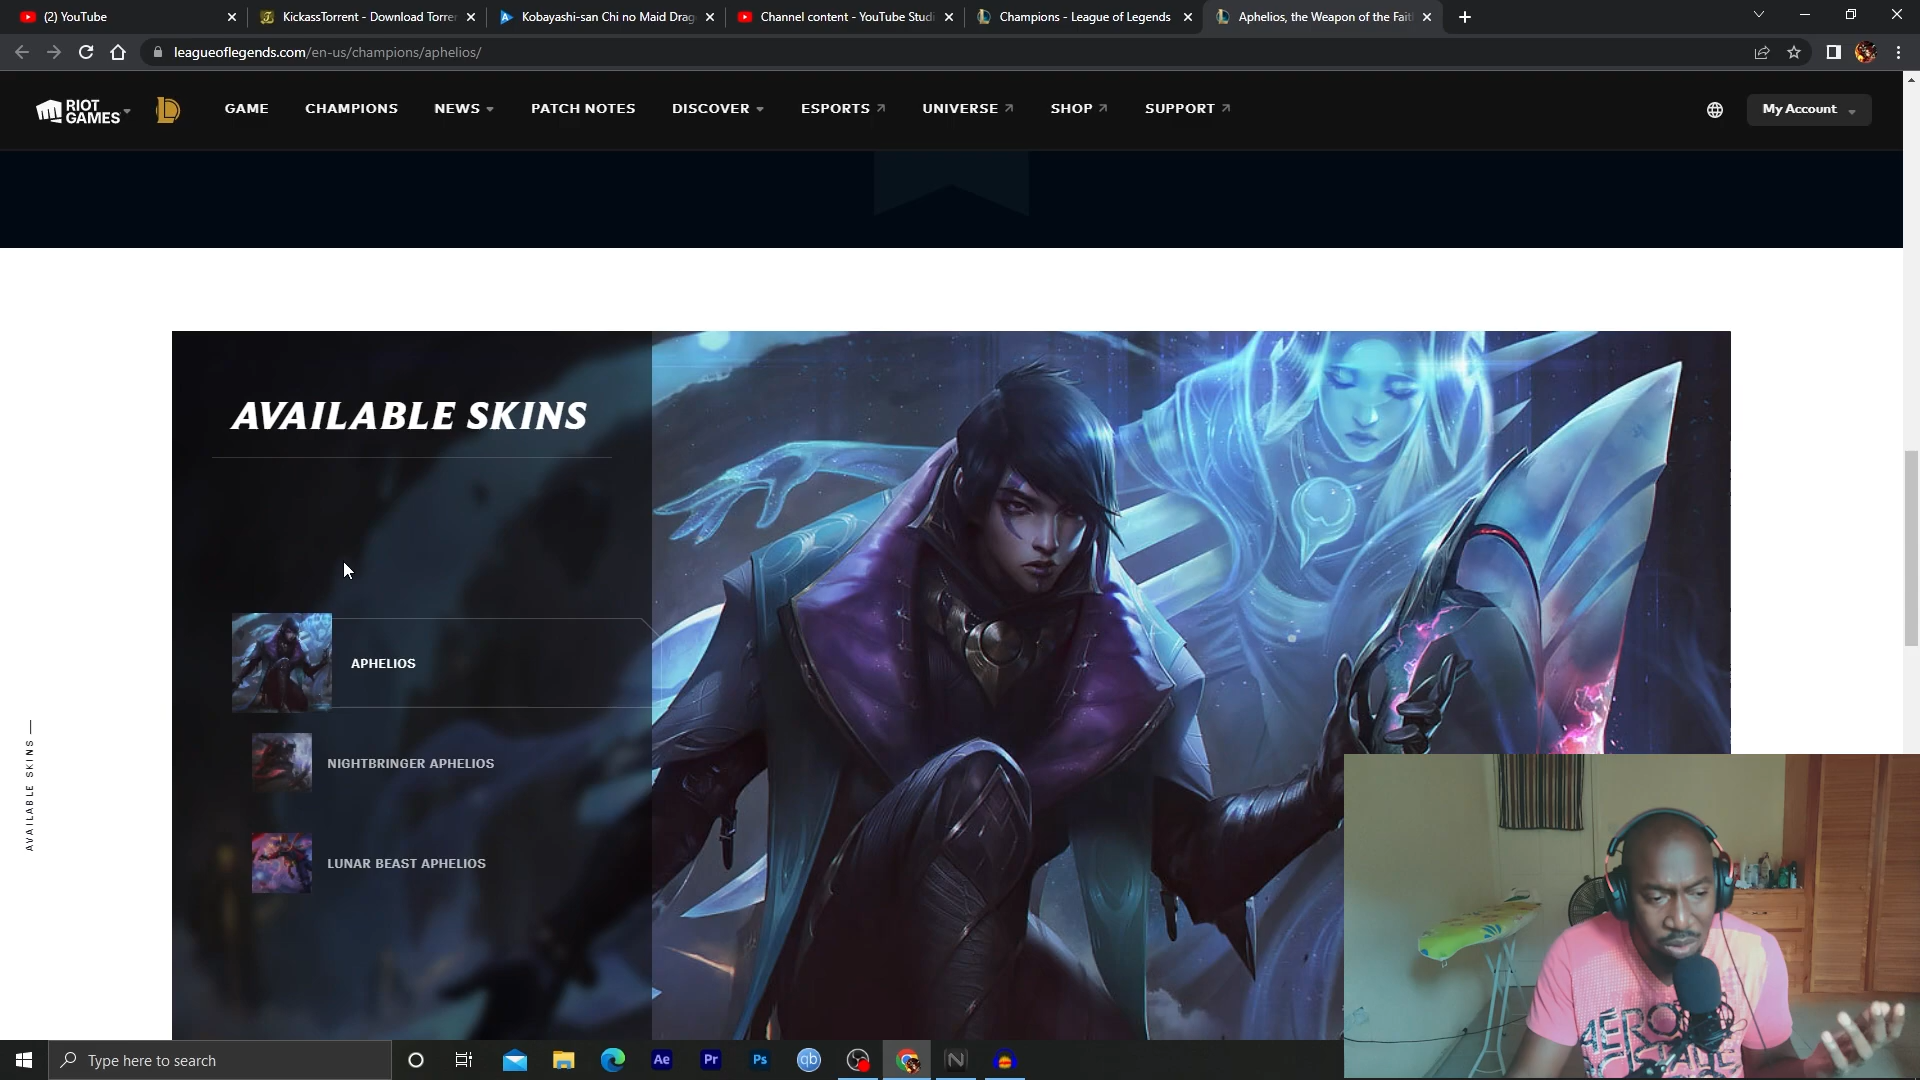 (2) YouTube
KickassTorrent - Download Torrer
Kobayashi-san Chi no Maid Drag
Channel content - YouTube Studi
Champions - League of Legends
Aphelios, the Weapon of the Fait
leagueoflegends.com/en-us/champions/aphelios/
RIOT
GAMES
GAME
CHAMPIONS
NEWS
PATCH NOTES
DISCOVER
ESPORTS
UNIVERSE
SHOP
SUPPORT
My Account
AVAILABLE SKINS
APHELIOS
NIGHTBRINGER APHELIOS
LUNAR BEAST APHELIOS
AVAILABLE SKINS
Type here to search
Ae
Pr
Ps
qb
N